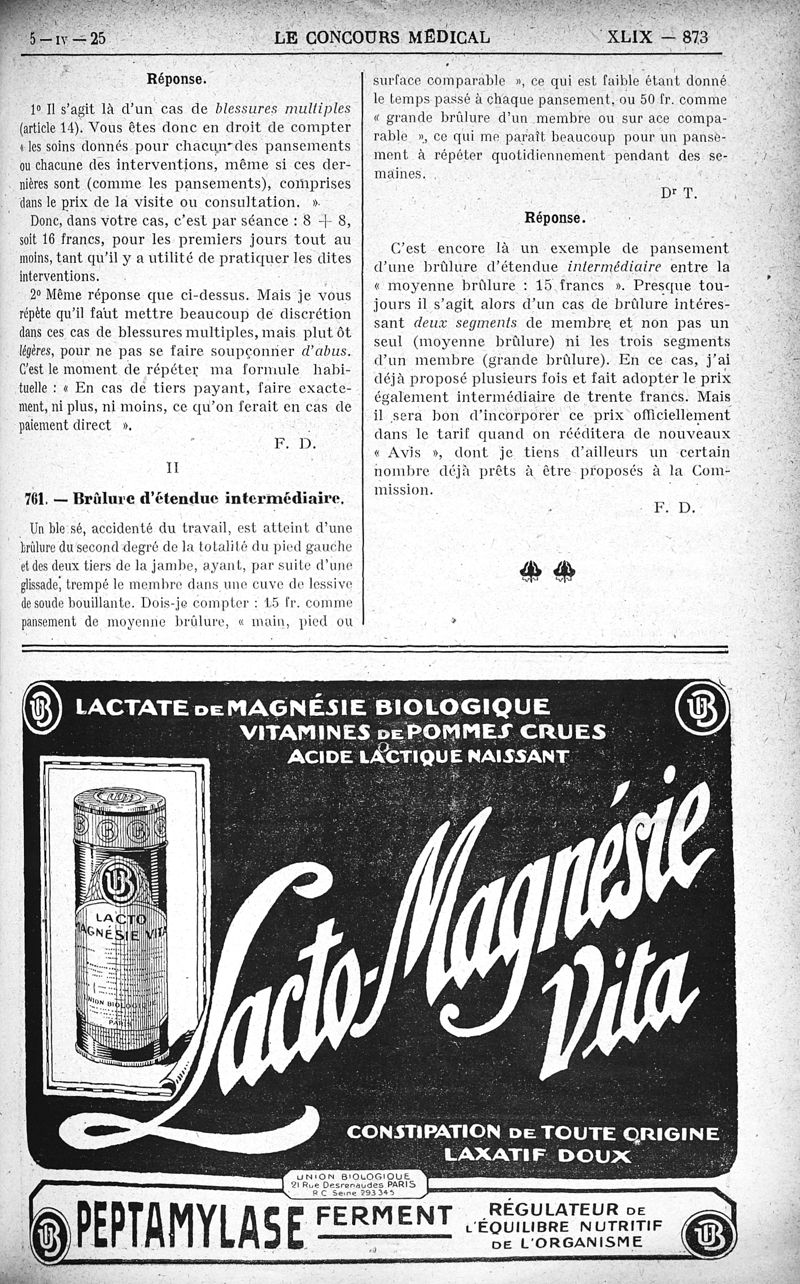 5 — IV — 25
LE CONCOURS MÉDICAL
XLIX — 873
Réponse.
1º Il s'agit là d'un cas de blessures multiples
(article 14). Vous êtes donc en droit de compter
« les soins donnés pour chacun des pansements
ou chacune des interventions, même si ces der-
nières sont (comme les pansements), comprises
dans le prix de la visite ou consultation. ».
Donc, dans votre cas, c'est par séance : 8 + 8,
soit 16 francs, pour les premiers jours tout au
moins, tant qu'il y a utilité de pratiquer les dites
interventions.
2º Même réponse que ci-dessus. Mais je vous
répète qu'il faut mettre beaucoup de discrétion
dans ces cas de blessures multiples, mais plutôt
légères, pour ne pas se faire soupçonner d'abus.
C'est le moment de répéter ma formule habi-
tuelle : « En cas de tiers payant, faire exacte-
ment, ni plus, ni moins, ce qu'on ferait en cas de
paiement direct ».
F. D.
II
761. — Brûlure d'étendue intermédiaire.
Un blessé, accidenté du travail, est atteint d'une
brûlure du second degré de la totalité du pied gauche
et des deux tiers de la jambe, ayant, par suite d'une
glissade, trempé le membre dans une cuve de lessive
de soude bouillante. Dois-je compter : 15 fr. comme
pansement de moyenne brûlure, « main, pied ou
surface comparable », ce qui est faible étant donné
le temps passé à chaque pansement, ou 50 fr. comme
« grande brûlure d'un membre ou sur ace compa-
rable », ce qui me paraît beaucoup pour un panse-
ment à répéter quotidiennement pendant des se-
maines.
Dr T.
Réponse.
C'est encore là un exemple de pansement
d'une brûlure d'étendue intermédiaire entre la
« moyenne brûlure : 15 francs ». Presque tou-
jours il s'agit alors d'un cas de brûlure intéres-
sant deux segments de membre et non pas un
seul (moyenne brûlure) ni les trois segments
d'un membre (grande brûlure). En ce cas, j'ai
déjà proposé plusieurs fois et fait adopter le prix
également intermédiaire de trente francs. Mais
il sera bon d'incorporer ce prix officiellement
dans le tarif quand on rééditera de nouveaux
« Avis », dont je tiens d'ailleurs un certain
nombre déjà prêts à être proposés à la Com-
mission.
F. D.
LACTATE DE MAGNÉSIE BIOLOGIQUE
VITAMINES DE POMMES CRUES
ACIDE LACTIQUE NAISSANT
UB
LACTO
MAGNÉSIE VITA
UNION BIOLOGIQUE
PARIS
Lacto-Magnésie
Vita
CONSTIPATION DE TOUTE ORIGINE
LAXATIF DOUX
UNION BIOLOGIQUE
21 Rue Desrenaudes PARIS
R C Seine 293345
PEPTAMYLASE
FERMENT
RÉGULATEUR DE
L'ÉQUILIBRE NUTRITIF
DE L'ORGANISME